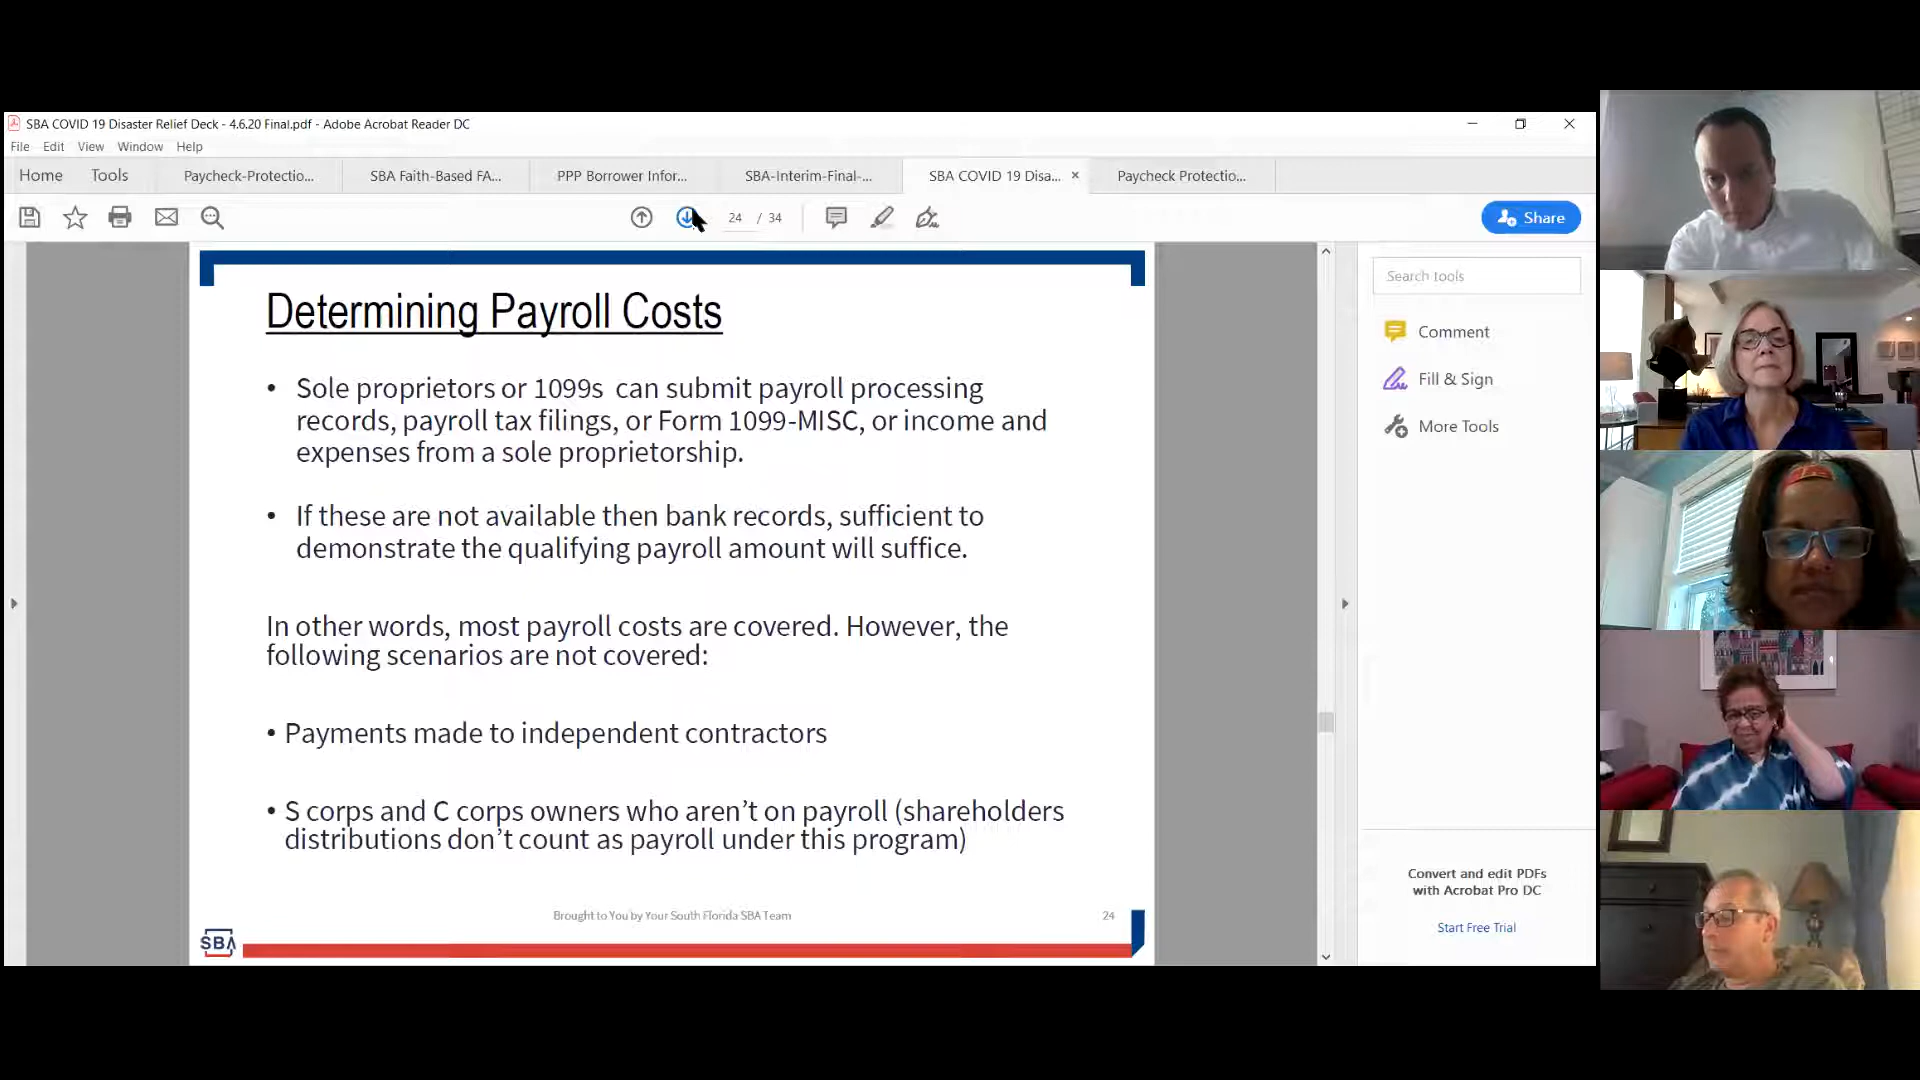 SBA COVID 19 Disaster Relief Deck - 4.6.20 Final.pdf - Adobe Acrobat Reader DC
File Edit View Window Help
Home Tools Paycheck-Protectio... SBA Faith-Based FA... PPP Borrower Infor... SBA-Interim-Final-... SBA COVID 19 Disa... × Paycheck Protectio...
24 / 34
Share
Determining Payroll Costs
• Sole proprietors or 1099s can submit payroll processing
records, payroll tax filings, or Form 1099-MISC, or income and
expenses from a sole proprietorship.
• If these are not available then bank records, sufficient to
demonstrate the qualifying payroll amount will suffice.
In other words, most payroll costs are covered. However, the
following scenarios are not covered:
• Payments made to independent contractors
• S corps and C corps owners who aren’t on payroll (shareholders
distributions don’t count as payroll under this program)
Brought to You by Your South Florida SBA Team
24
SBA
Search tools
Comment
Fill & Sign
More Tools
Convert and edit PDFs
with Acrobat Pro DC
Start Free Trial